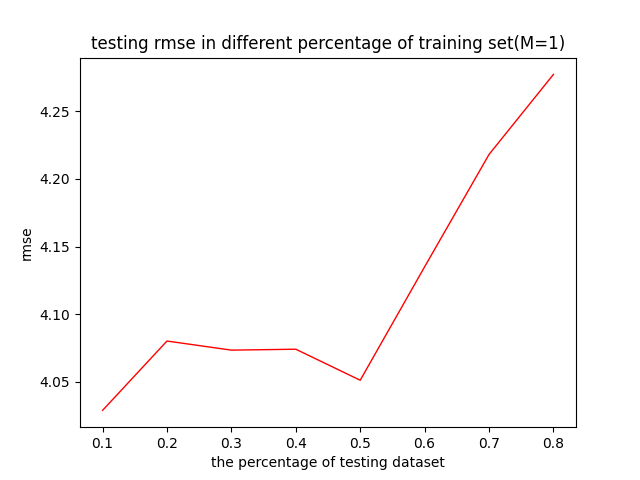 testing rmse in different percentage of training set(M=1)
4.25
4.20
4.15
4.10
4.05
rmse
0.1 0.2 0.3 0.4 0.5 0.6 0.7 0.8
the percentage of testing dataset